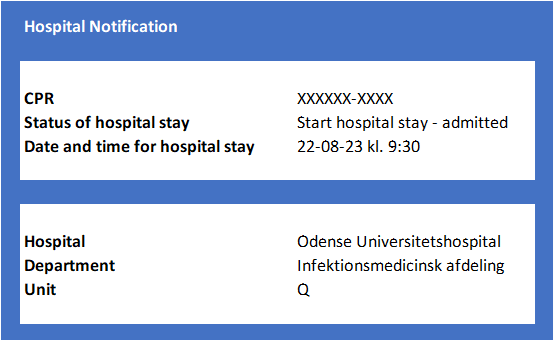 Hospital Notification
CPR XXXXXX-XXXX
Status of hospital stay Start hospital stay - admitted
Date and time for hospital stay 22-08-23 kl. 9:30
Hospital Odense Universitetshospital
Department Infektionsmedicinsk afdeling
Unit Q